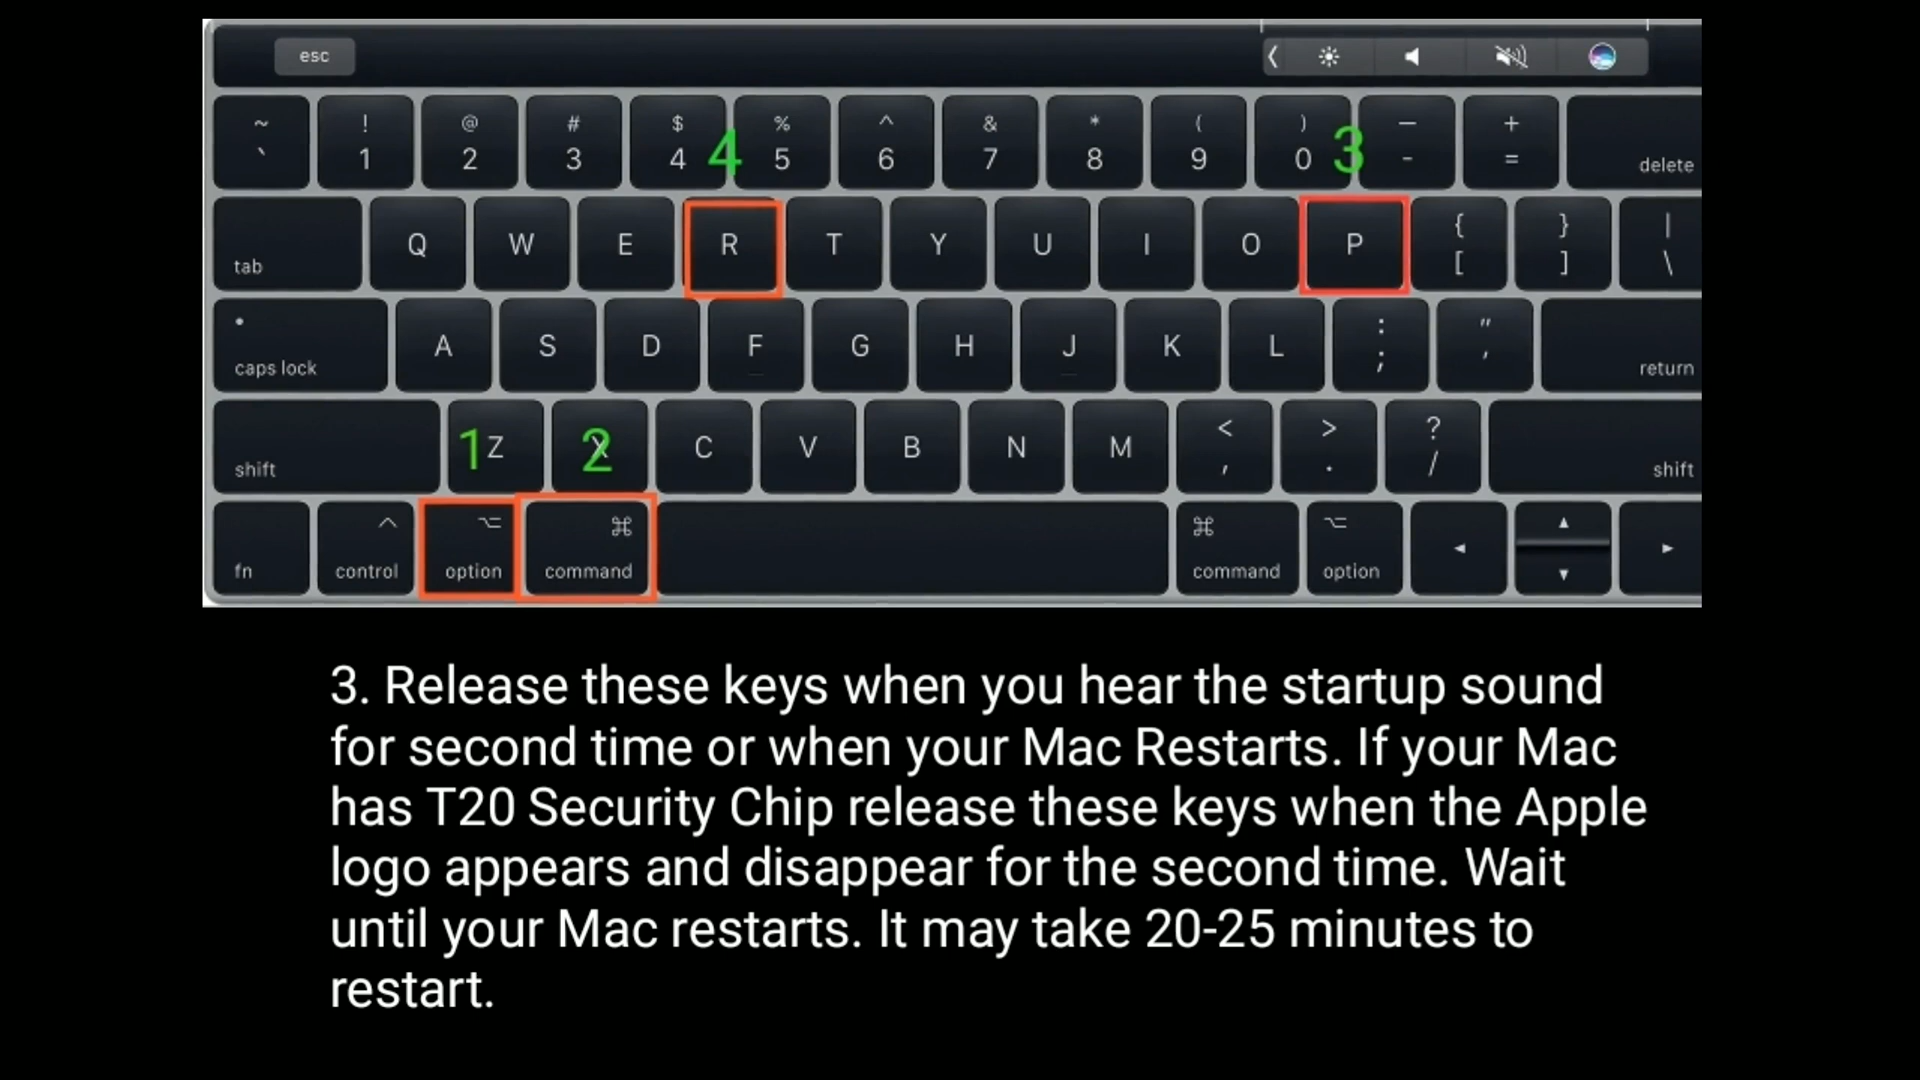 esc
~ ! @ # $ % ^ & * ( ) — +
` 1 2 3 4 4 5 6 7 8 9 0 3 - = delete
tab Q W E R T Y U I O P { [ } ] | \
caps lock A S D F G H J K L : ; " ' return
shift 1 Z 2 X C V B N M < , > . ? / shift
fn ^ control ⌥ option ⌘ command ⌘ command ⌥ option ◄ ▲ ▼ ►
3. Release these keys when you hear the startup sound
for second time or when your Mac Restarts. If your Mac
has T20 Security Chip release these keys when the Apple
logo appears and disappear for the second time. Wait
until your Mac restarts. It may take 20-25 minutes to
restart.